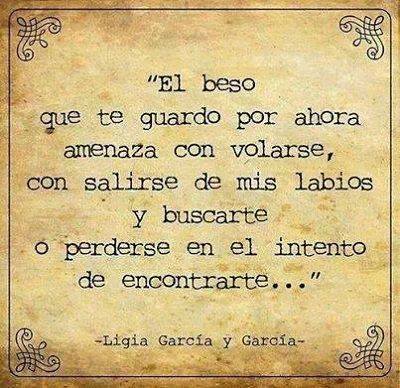 “El beso
que te guardo por ahora
amenaza con volarse,
con salirse de mis labios
y buscarte
o perderse en el intento
de encontrarte...”
-Ligia García y García-